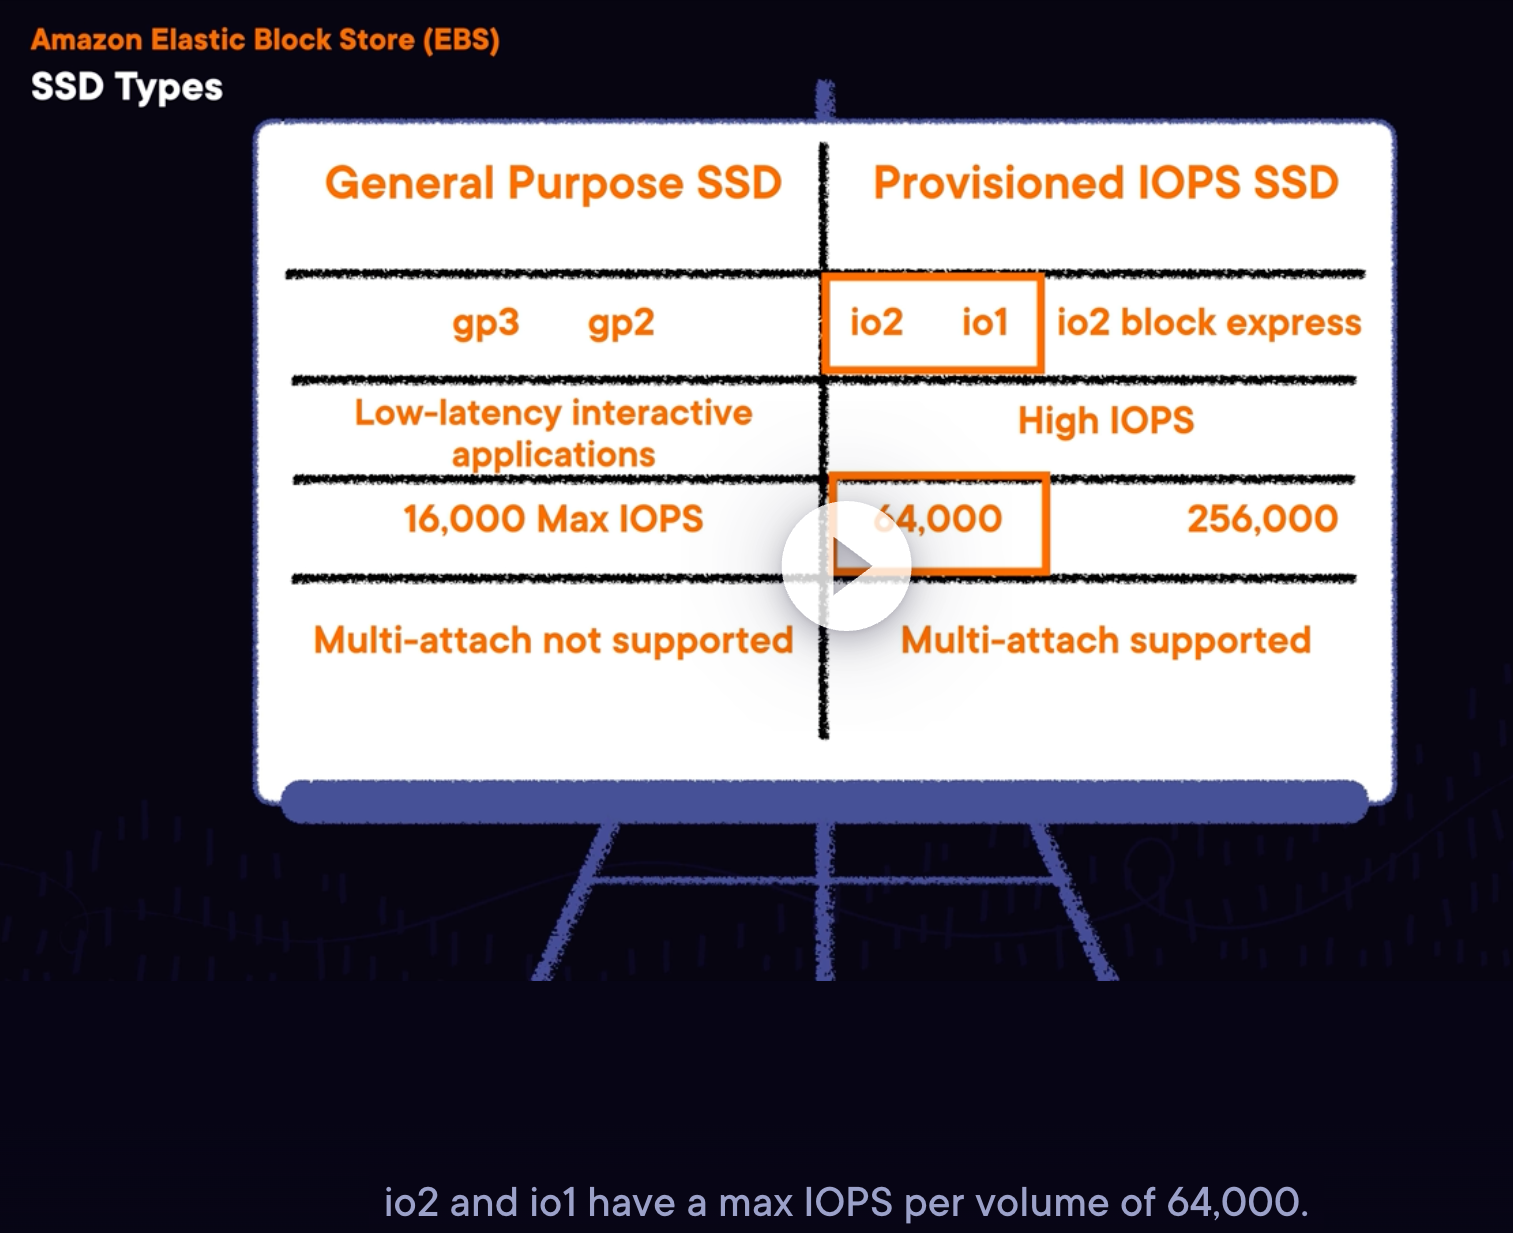 Amazon Elastic Block Store (EBS)
SSD Types
General Purpose SSD
Provisioned IOPS SSD
gp3 gp2
io2 io1 io2 block express
Low-latency interactive
applications
High IOPS
16,000 Max IOPS
64,000 256,000
Multi-attach not supported
Multi-attach supported
io2 and io1 have a max IOPS per volume of 64,000.